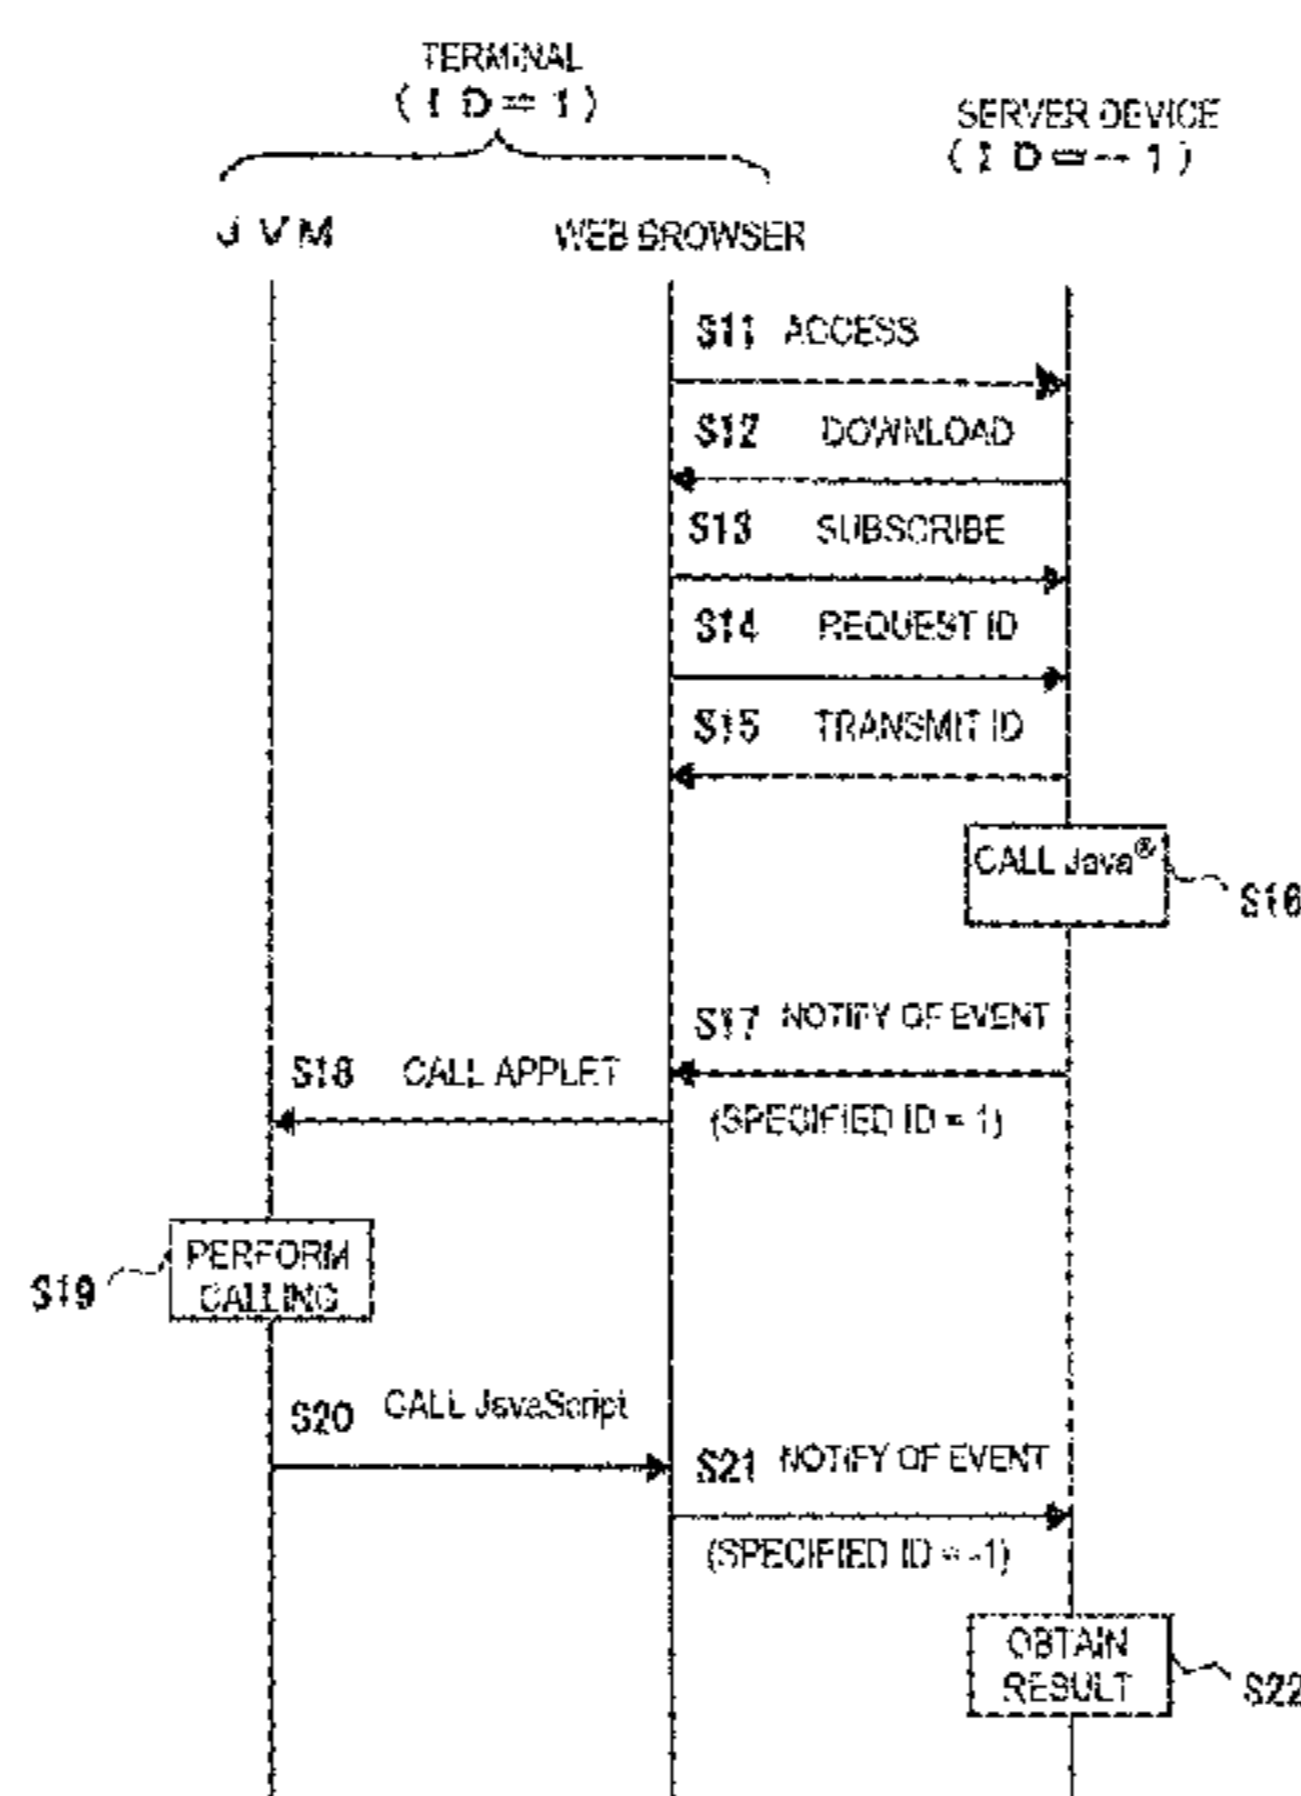 TERMINAL
(ID=1)
SERVER DEVICE
(ID=-1)
JVM
WEB BROWSER
S11 ACCESS
S12 DOWNLOAD
S13 SUBSCRIBE
S14 REQUEST ID
S15 TRANSMIT ID
CALL Java®
S16
S17 NOTIFY OF EVENT
S18 CALL APPLET
(SPECIFIED ID = 1)
S19
PERFORM
CALLING
S20 CALL JavaScript
S21 NOTIFY OF EVENT
(SPECIFIED ID = -1)
OBTAIN
RESULT
S22